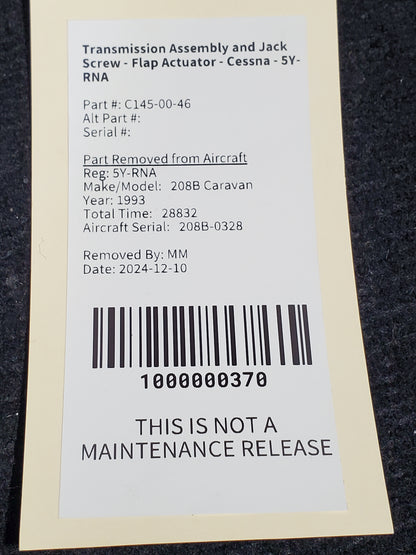 Transmission Assembly and Jack
Screw - Flap Actuator - Cessna - 5Y-
RNA
Part #: C145-00-46
Alt Part #:
Serial #:
Part Removed from Aircraft
Reg: 5Y-RNA
Make/Model: 208B Caravan
Year: 1993
Total Time: 28832
Aircraft Serial: 208B-0328
Removed By: MM
Date: 2024-12-10
1000000370
THIS IS NOT A
MAINTENANCE RELEASE